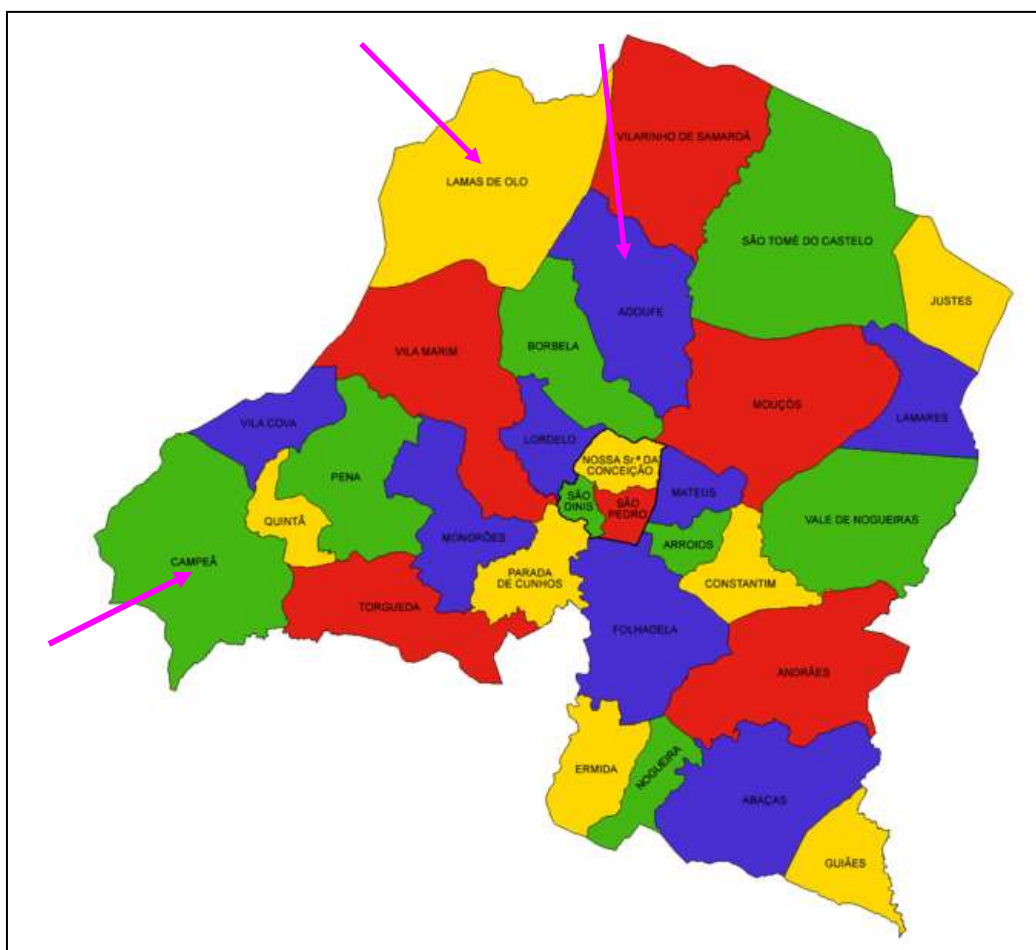 VILARINHO DE SAMARDÃ
LAMAS DE OLO
SÃO TOMÉ DO CASTELO
JUSTES
ADOUFE
BORBELA
VILA MARIM
MOUÇÓS
LAMARES
VILA COVA
LORDELO
NOSSA Srª DA
CONCEIÇÃO
PENA
MATEUS
SÃO
DINIS
SÃO
PEDRO
QUINTÃ
VALE DE NOGUEIRAS
MONDRÕES
ARROIOS
CAMPEÃ
PARADA
DE CUNHOS
CONSTANTIM
TORGUEDA
FOLHADELA
ANDRÃES
ERMIDA
NOGUEIRA
ABAÇAS
GUIÃES